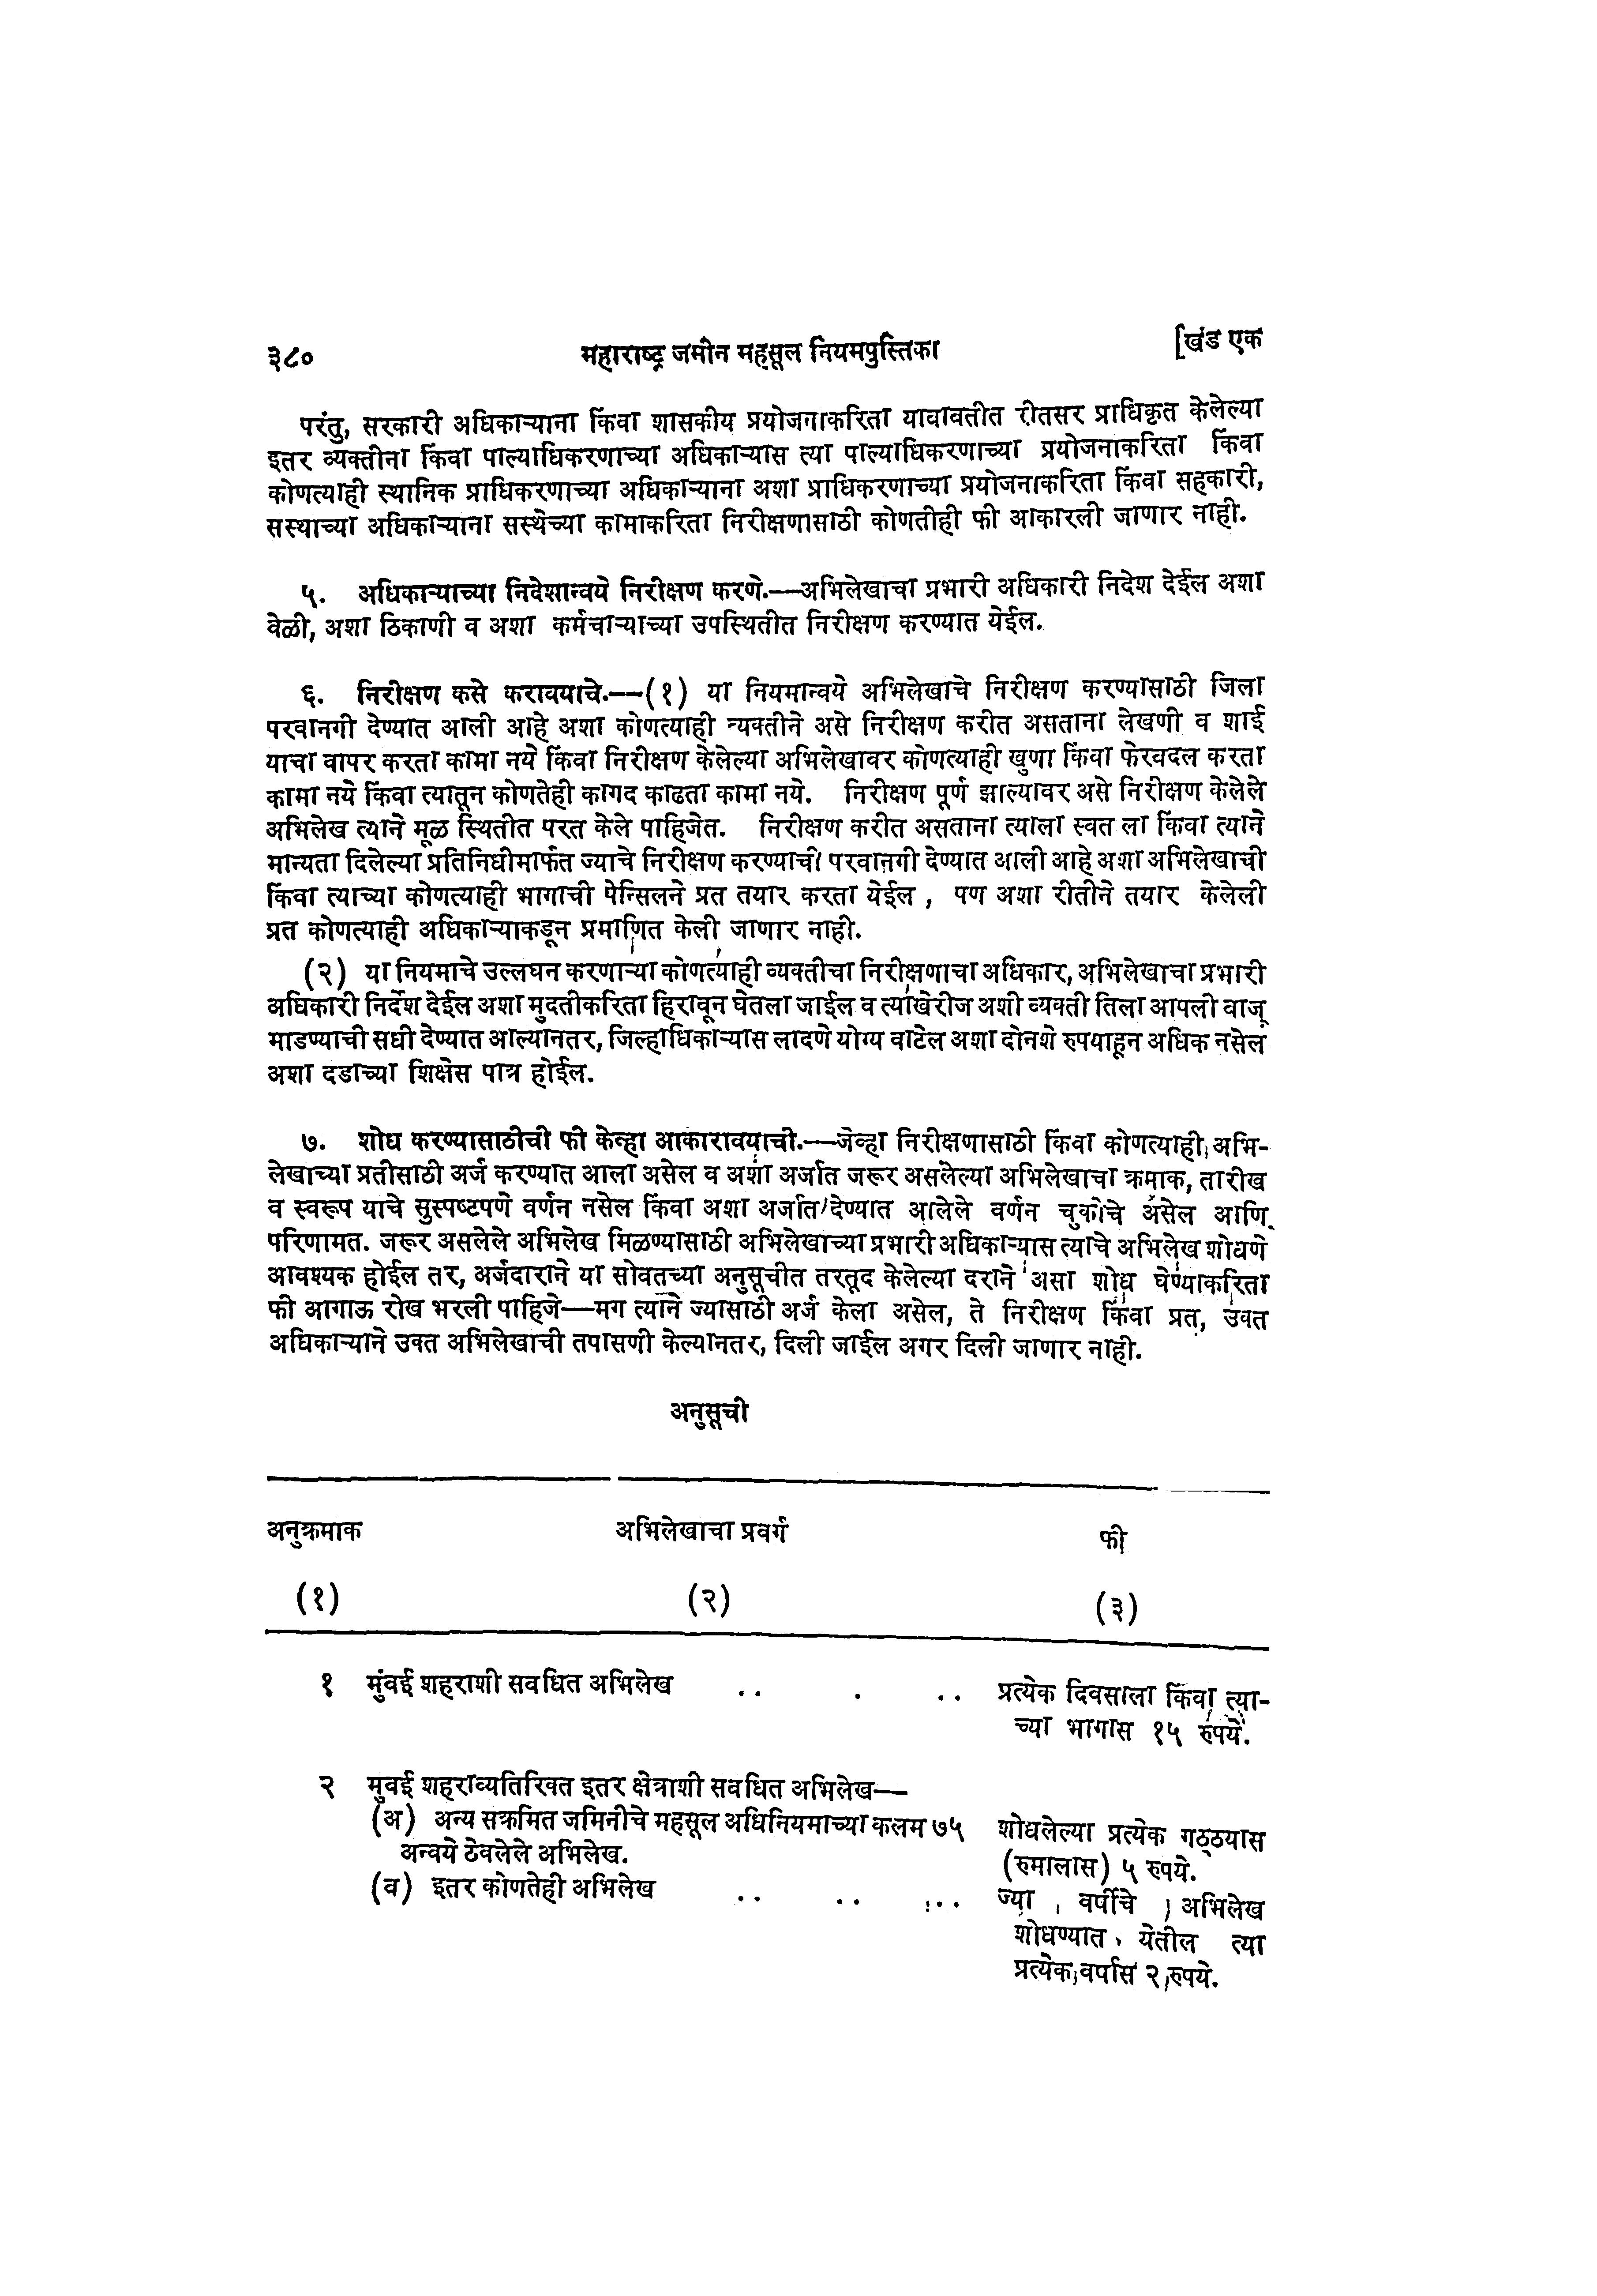 ३८० महाराष्ट्र जमीन महसूल नियमपुस्तिका [खंड एक
परंतु, सरकारी अधिकाऱ्याना किंवा शासकीय प्रयोजनाकरिता याबाबतीत रीतसर प्राधिकृत केलेल्या
इतर व्यक्तीना किंवा पाल्याधिकरणाच्या अधिकाऱ्यास त्या पाल्याधिकरणाच्या प्रयोजनाकरिता किंवा
कोणत्याही स्थानिक प्राधिकरणाच्या अधिकाऱ्याना अशा प्राधिकरणाच्या प्रयोजनाकरिता किंवा सहकारी,
सस्थाच्या अधिकाऱ्याना सस्थेच्या कामाकरिता निरीक्षणासाठी कोणतीही फी आकारली जाणार नाही.
५. अधिकाऱ्याच्या निदेशान्वये निरीक्षण करणे.—अभिलेखाचा प्रभारी अधिकारी निदेश देईल अशा
वेळी, अशा ठिकाणी व अशा कर्मचाऱ्याच्या उपस्थितीत निरीक्षण करण्यात येईल.
६. निरीक्षण कसे करावयाचे.—(१) या नियमान्वये अभिलेखाचे निरीक्षण करण्यासाठी जिला
परवानगी देण्यात आली आहे अशा कोणत्याही व्यक्तीने असे निरीक्षण करीत असताना लेखणी व शाई
याचा वापर करता कामा नये किंवा निरीक्षण केलेल्या अभिलेखावर कोणत्याही खुणा किंवा फेरबदल करता
कामा नये किंवा त्यातून कोणतेही कागद काढता कामा नये. निरीक्षण पूर्ण झाल्यावर असे निरीक्षण केलेले
अभिलेख त्याने मूळ स्थितीत परत केले पाहिजेत. निरीक्षण करीत असताना त्याला स्वत ला किंवा त्याने
मान्यता दिलेल्या प्रतिनिधीमार्फत ज्याचे निरीक्षण करण्याची परवानगी देण्यात आली आहे अशा अभिलेखाची
किंवा त्याच्या कोणत्याही भागाची पेन्सिलने प्रत तयार करता येईल , पण अशा रीतीने तयार केलेली
प्रत कोणत्याही अधिकाऱ्याकडून प्रमाणित केली जाणार नाही.
(२) या नियमाचे उल्लघन करणाऱ्या कोणत्याही व्यक्तीचा निरीक्षणाचा अधिकार, अभिलेखाचा प्रभारी
अधिकारी निर्देश देईल अशा मुदतीकरिता हिरावून घेतला जाईल व त्याखेरीज अशी व्यक्ती तिला आपली बाजू
माडण्याची सधी देण्यात आल्यानतर, जिल्हाधिकाऱ्यास लादणे योग्य वाटेल अशा दोनशे रुपयाहून अधिक नसेल
अशा दडाच्या शिक्षेस पात्र होईल.
७. शोध करण्यासाठीची फी केव्हा आकारावयाची.—जेव्हा निरीक्षणासाठी किंवा कोणत्याही अभि-
लेखाच्या प्रतीसाठी अर्ज करण्यात आला असेल व अशा अर्जात जरूर असलेल्या अभिलेखाचा क्रमाक, तारीख
व स्वरूप याचे सुस्पष्टपणे वर्णन नसेल किंवा अशा अर्जात देण्यात आलेले वर्णन चुकीचे असेल आणि
परिणामत. जरूर असलेले अभिलेख मिळण्यासाठी अभिलेखाच्या प्रभारी अधिकाऱ्यास त्याचे अभिलेख शोधणे
आवश्यक होईल तर, अर्जदाराने या सोबतच्या अनुसूचीत तरतूद केलेल्या दराने असा शोध घेण्याकरिता
फी आगाऊ रोख भरली पाहिजे—मग त्याने ज्यासाठी अर्ज केला असेल, ते निरीक्षण किंवा प्रत, उक्त
अधिकाऱ्याने उक्त अभिलेखाची तपासणी केल्यानतर, दिली जाईल अगर दिली जाणार नाही.
अनुसूची
अनुक्रमाक अभिलेखाचा प्रवर्ग फी
(१) (२) (३)
१ मुंबई शहराशी सबधित अभिलेख .. . .. प्रत्येक दिवसाला किंवा त्या-
च्या भागास १५ रुपये.
२ मुबई शहराव्यतिरिक्त इतर क्षेत्राशी सबधित अभिलेख—
(अ) अन्य सक्रमित जमिनीचे महसूल अधिनियमाच्या कलम ७५ शोधलेल्या प्रत्येक गठ्ठयास
अन्वये ठेवलेले अभिलेख. (रुमालास) ५ रुपये.
(ब) इतर कोणतेही अभिलेख .. .. .. ज्या वर्षीचे अभिलेख
शोधण्यात येतील त्या
प्रत्येक वर्षास २ रुपये.